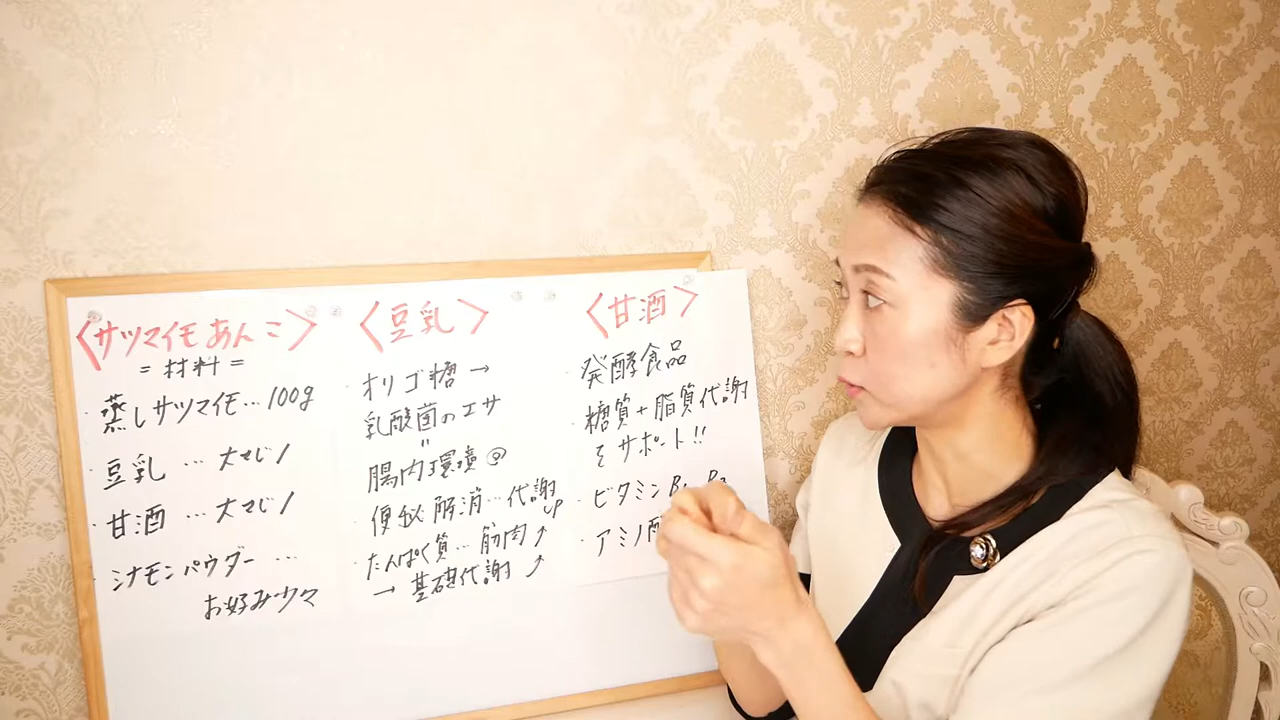 〈サツマイモあんこ〉
= 材料 =
・蒸しサツマイモ…100g
・豆乳 …大さじ1
・甘酒 …大さじ1
・シナモンパウダー…
お好み少々
〈豆乳〉
・オリゴ糖→
乳酸菌のエサ
"
腸内環境
・便秘解消…代謝UP
・たんぱく質…筋肉↑
→ 基礎代謝↑
〈甘酒〉
・発酵食品
・糖質+脂質代謝
をサポート!!
・ビタミンB₁
・アミノ酸